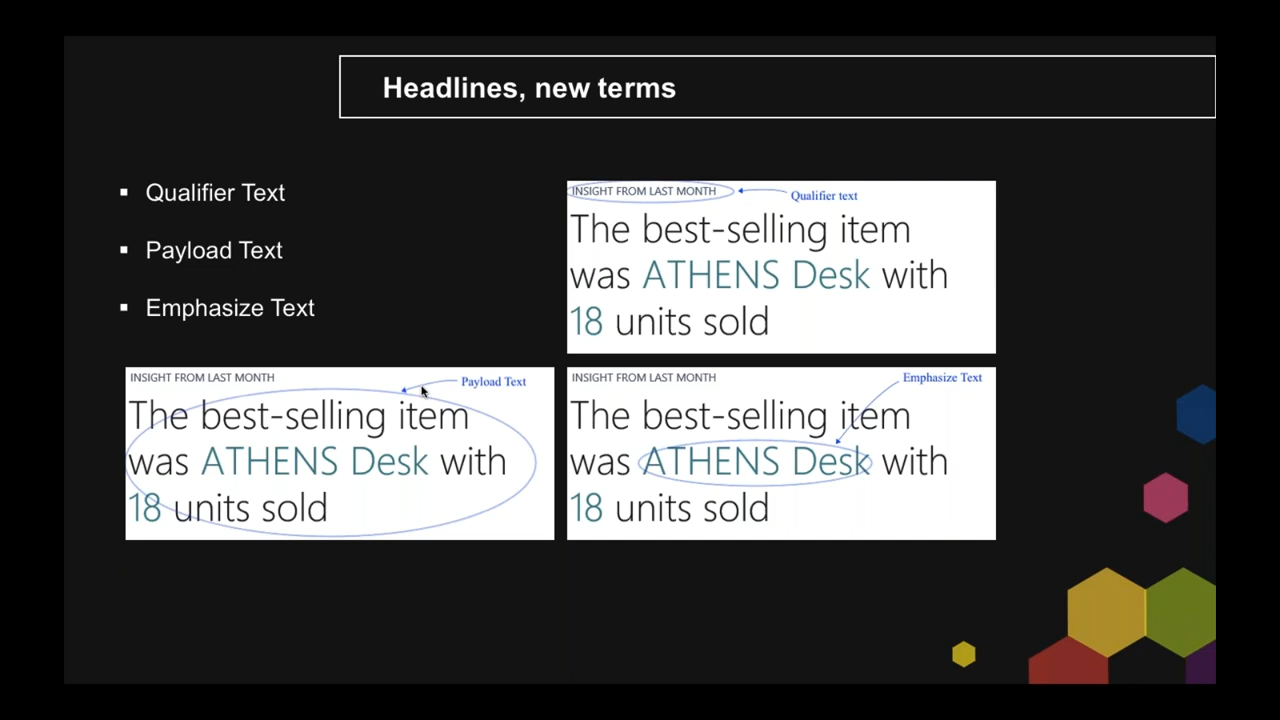 Headlines, new terms
▪ Qualifier Text
▪ Payload Text
▪ Emphasize Text
INSIGHT FROM LAST MONTH
Qualifier text
The best-selling item
was ATHENS Desk with
18 units sold
INSIGHT FROM LAST MONTH
Payload Text
The best-selling item
was ATHENS Desk with
18 units sold
INSIGHT FROM LAST MONTH
Emphasize Text
The best-selling item
was ATHENS Desk with
18 units sold